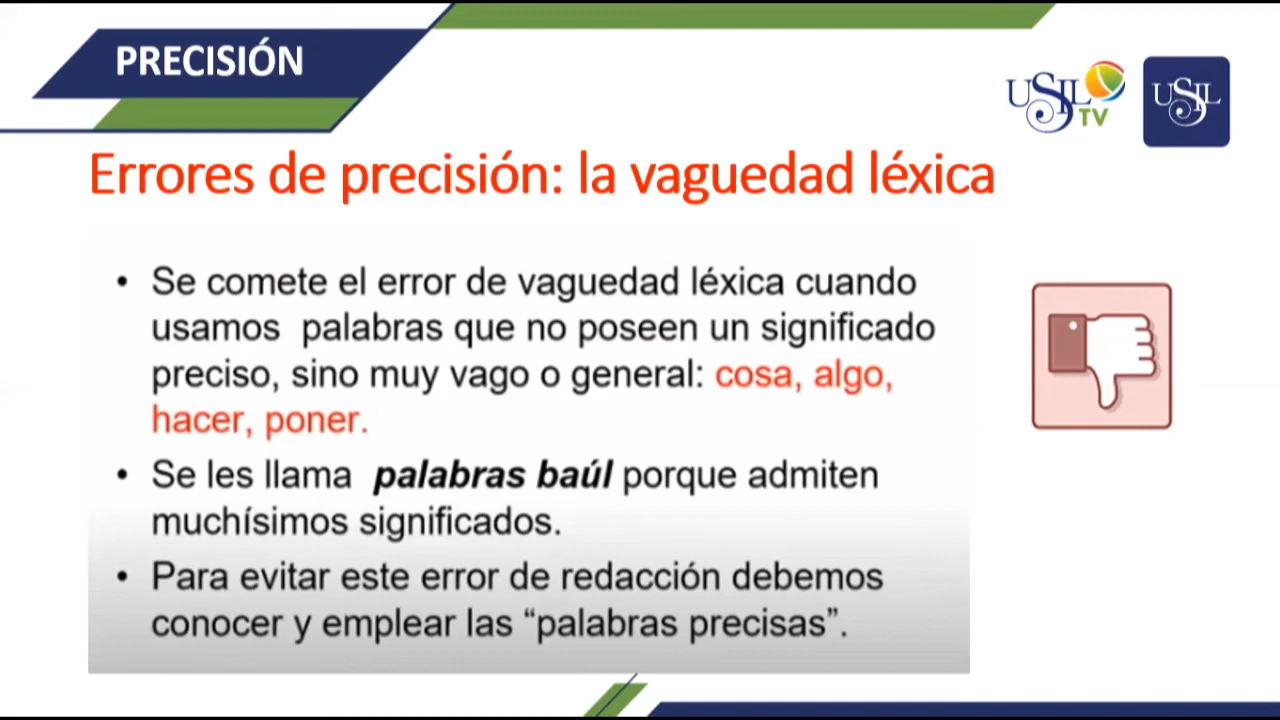 PRECISIÓN
USIL TV
USIL
Errores de precisión: la vaguedad léxica
• Se comete el error de vaguedad léxica cuando
usamos palabras que no poseen un significado
preciso, sino muy vago o general: cosa, algo,
hacer, poner.
• Se les llama palabras baúl porque admiten
muchísimos significados.
• Para evitar este error de redacción debemos
conocer y emplear las “palabras precisas”.